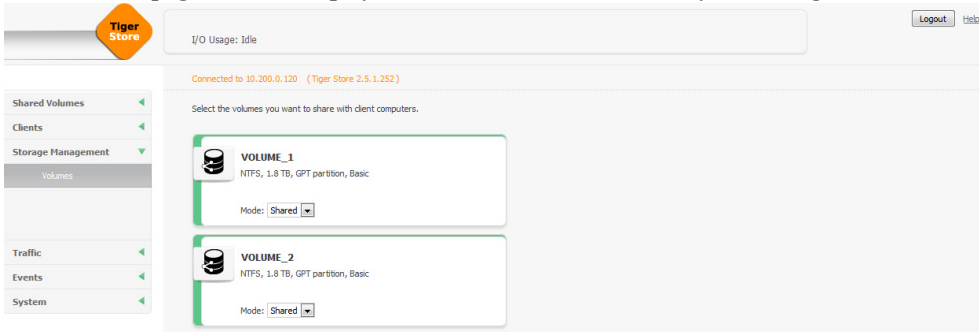 Tiger
Store
I/O Usage: Idle
Logout
Help
Connected to 10.200.0.120 (Tiger Store 2.5.1.252)
Select the volumes you want to share with client computers.
Shared Volumes
Clients
Storage Management
Volumes
Traffic
Events
System
VOLUME_1
NTFS, 1.8 TB, GPT partition, Basic
Mode: Shared
VOLUME_2
NTFS, 1.8 TB, GPT partition, Basic
Mode: Shared